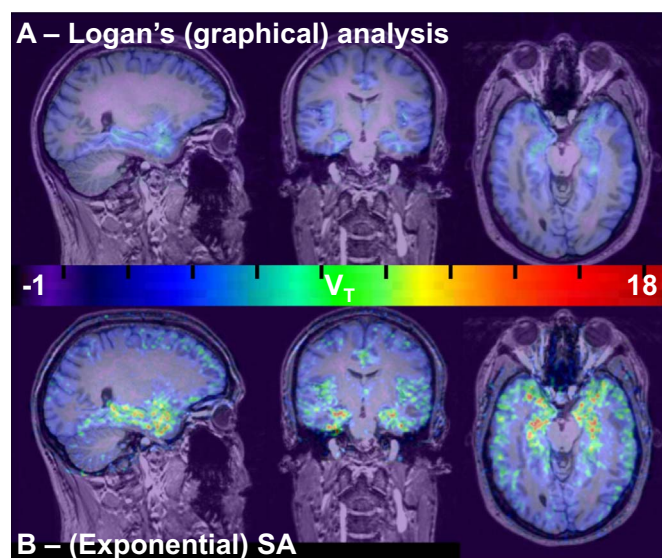 A – Logan's (graphical) analysis
-1 V_T 18
B – (Exponential) SA